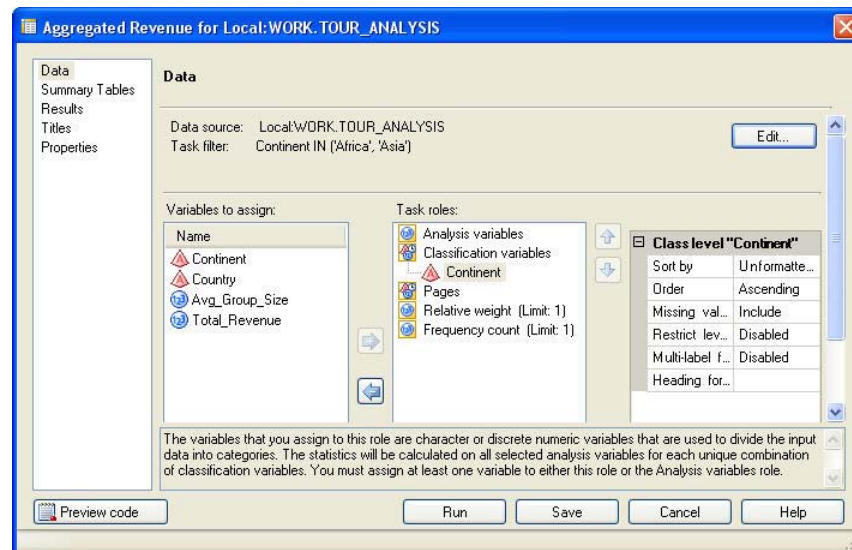 Aggregated Revenue for Local:WORK.TOUR_ANALYSIS
Data
Summary Tables
Results
Titles
Properties
Data
Data source: Local:WORK.TOUR_ANALYSIS
Task filter: Continent IN ('Africa', 'Asia')
Edit...
Variables to assign:
Name
Continent
Country
Avg_Group_Size
Total_Revenue
Task roles:
Analysis variables
Classification variables
Continent
Pages
Relative weight (Limit: 1)
Frequency count (Limit: 1)
Class level "Continent"
Sort by Unformatte...
Order Ascending
Missing val... Include
Restrict lev... Disabled
Multi-label f... Disabled
Heading for...
The variables that you assign to this role are character or discrete numeric variables that are used to divide the input
data into categories. The statistics will be calculated on all selected analysis variables for each unique combination
of classification variables. You must assign at least one variable to either this role or the Analysis variables role.
Preview code
Run
Save
Cancel
Help